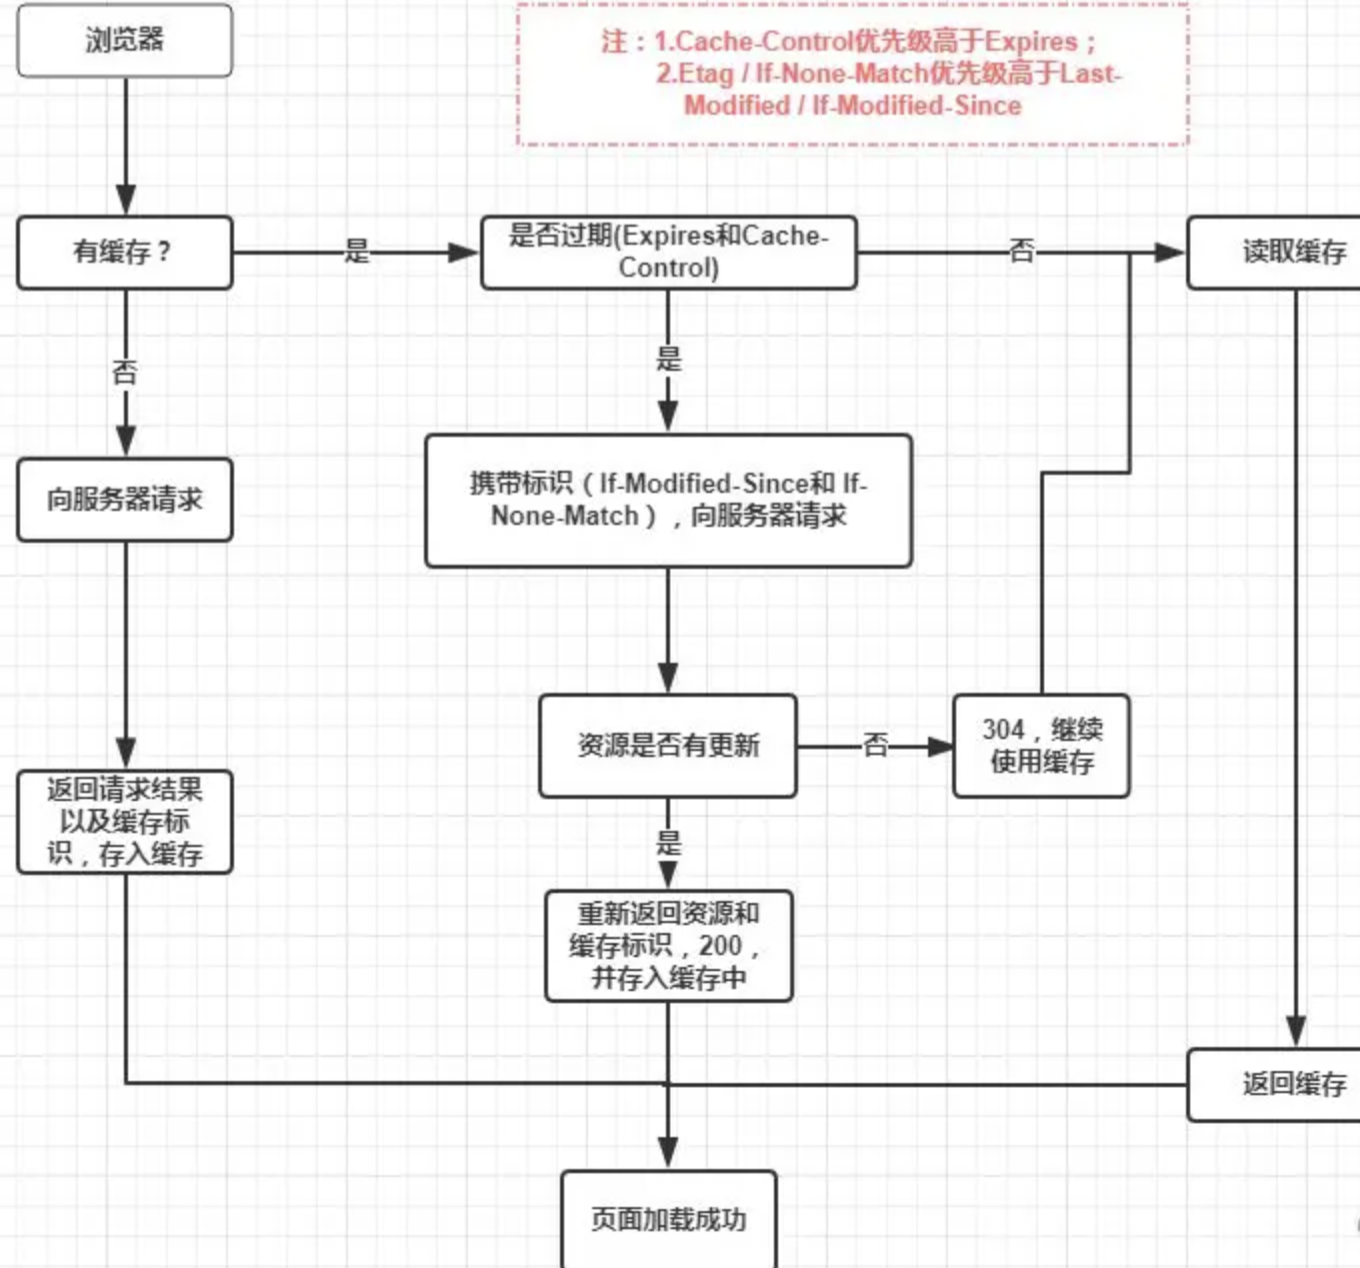 浏览器
注：1.Cache-Control优先级高于Expires；
2.Etag / If-None-Match优先级高于Last-
Modified / If-Modified-Since
有缓存？
是
是否过期(Expires和Cache-
Control)
否
读取缓存
否
是
向服务器请求
携带标识（If-Modified-Since和 If-
None-Match），向服务器请求
资源是否有更新
否
304，继续
使用缓存
返回请求结果
以及缓存标
识，存入缓存
是
重新返回资源和
缓存标识，200，
并存入缓存中
返回缓存
页面加载成功